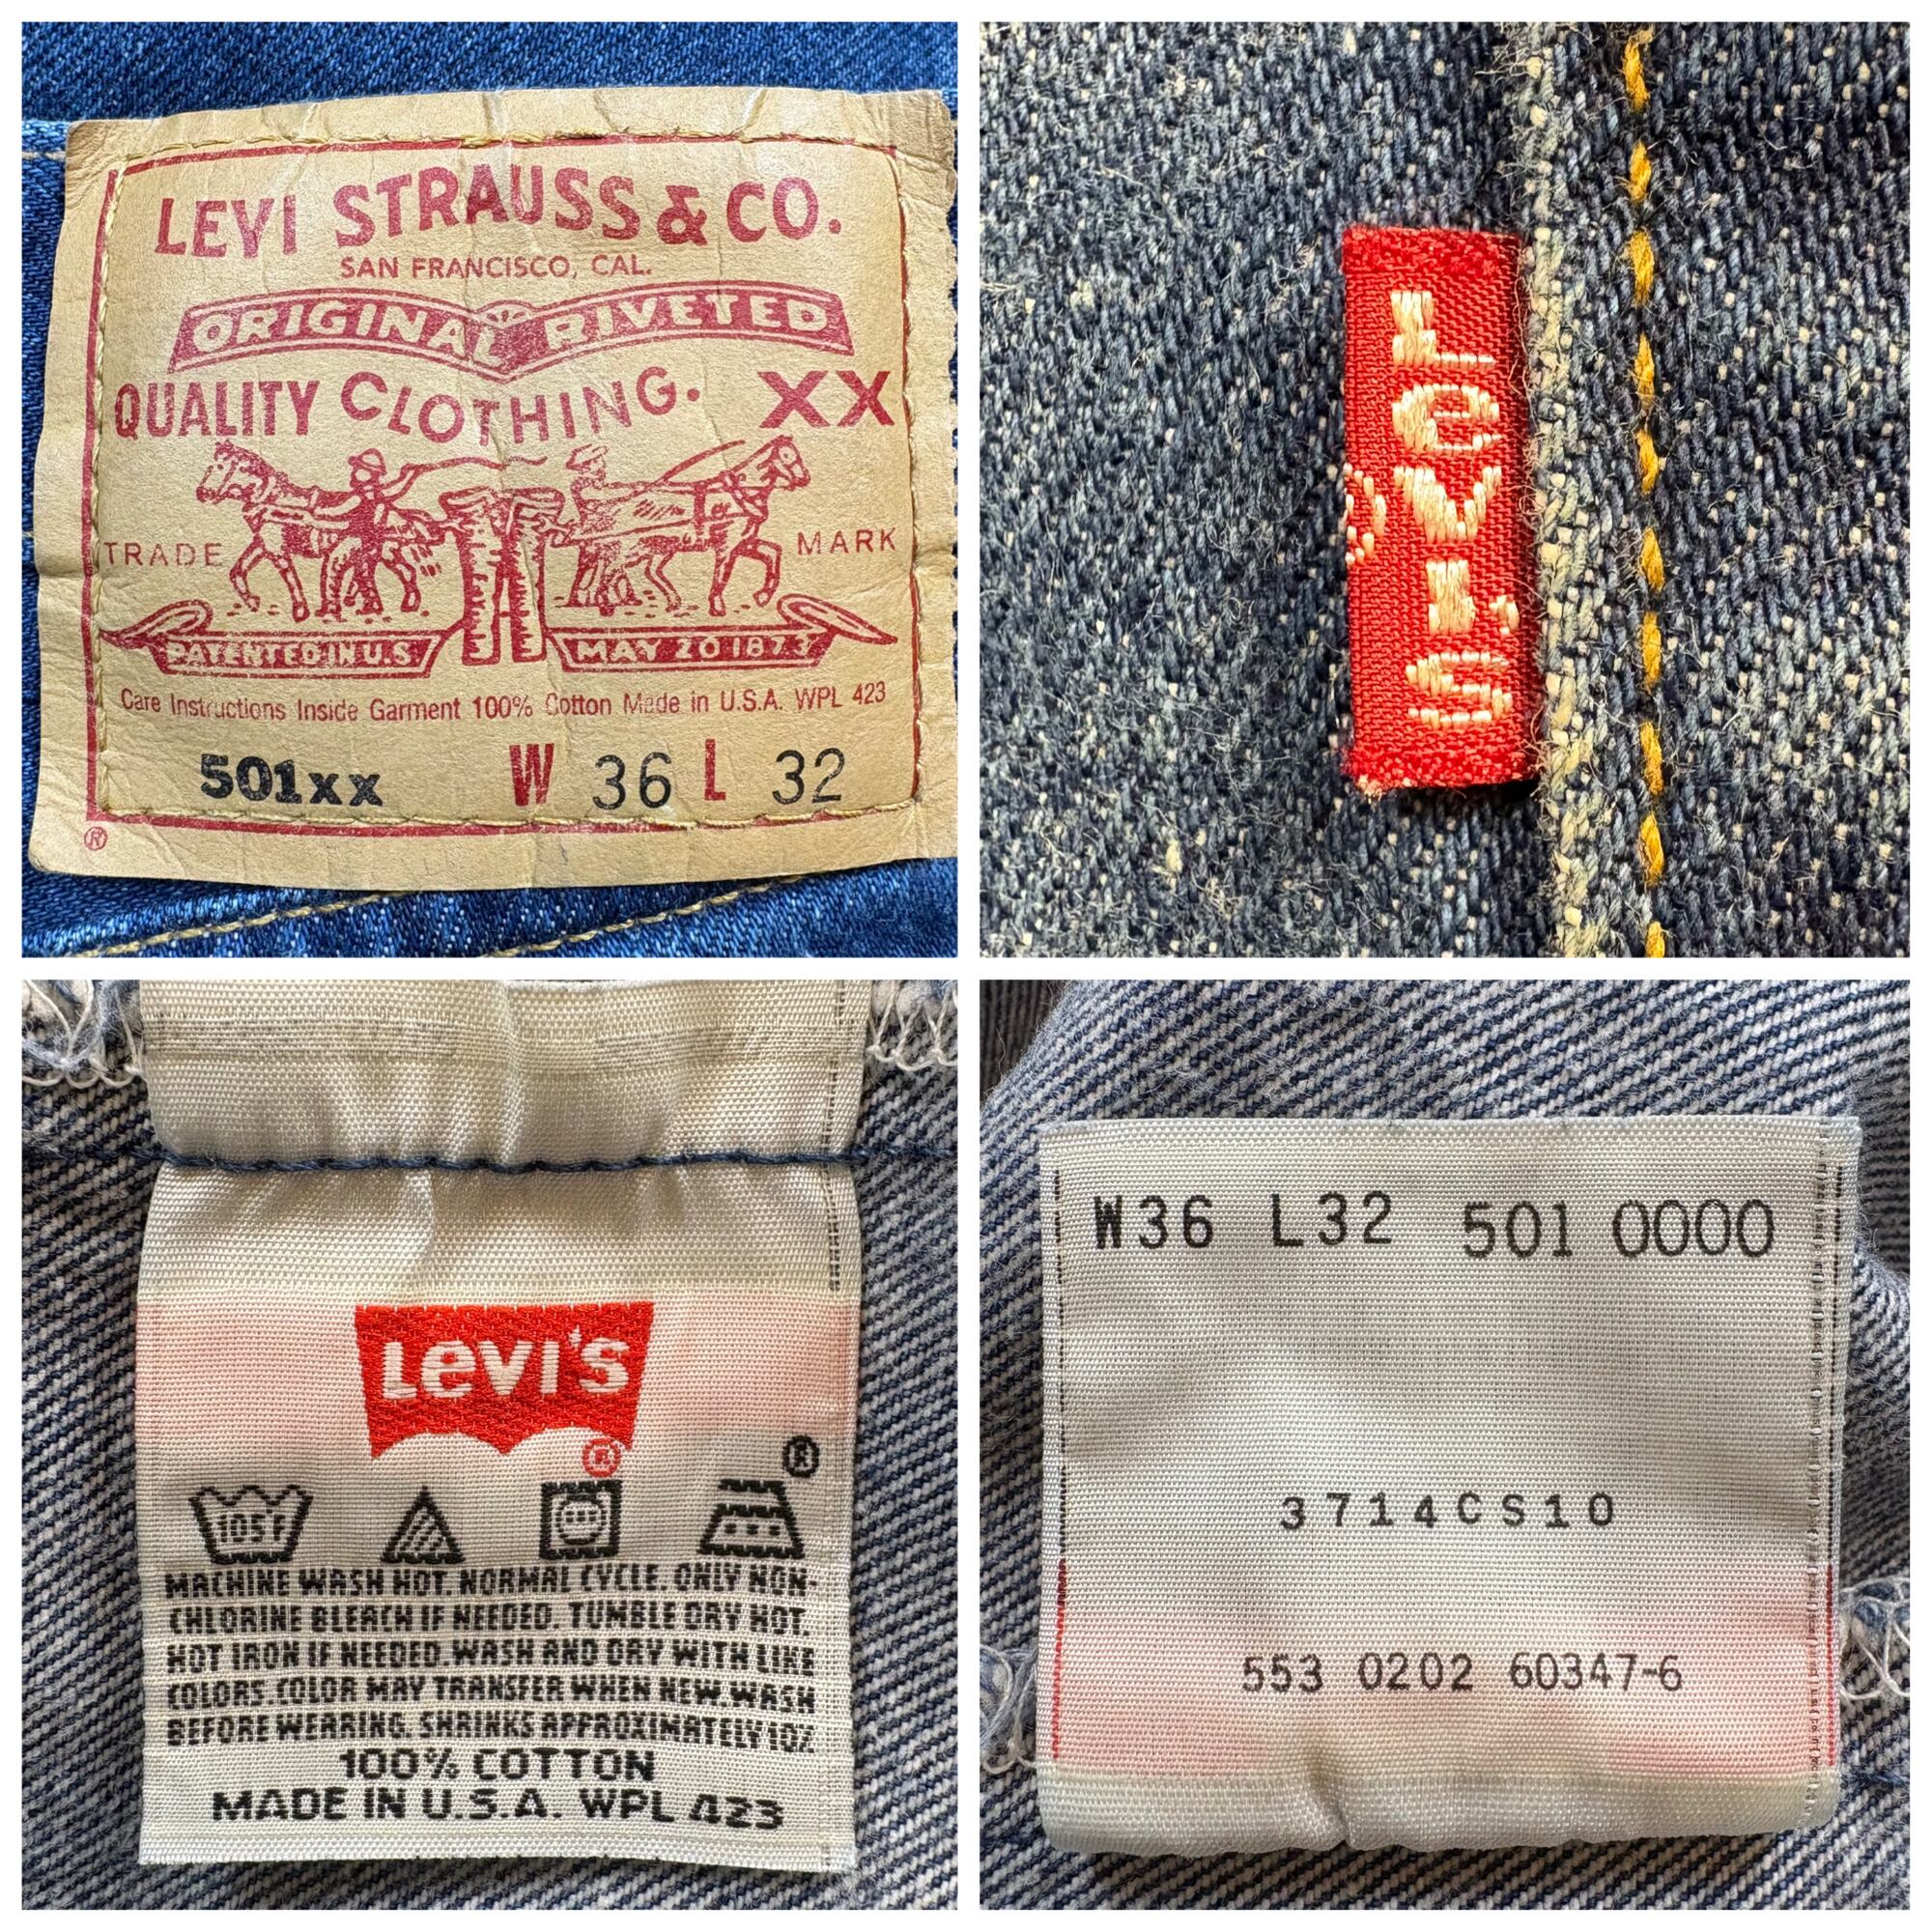 LEVI STRAUSS & CO.
SAN FRANCISCO, CAL.
ORIGINAL RIVETED
QUALITY CLOTHING. XX
TRADE MARK
PATENTED IN U.S. MAY 20 1873
Care Instructions Inside Garment 100% Cotton Made in U.S.A. WPL 423
501xx W 36 L 32
®
LeVI'S
LeVI'S
®
®
105°F
MACHINE WASH HOT. NORMAL CYCLE. ONLY NON-
CHLORINE BLEACH IF NEEDED. TUMBLE DRY HOT.
HOT IRON IF NEEDED. WASH AND DRY WITH LIKE
COLORS. COLOR MAY TRANSFER WHEN NEW. WASH
BEFORE WEARING. SHRINKS APPROXIMATELY 10%
100% COTTON
MADE IN U.S.A. WPL 423
W36 L32 501 0000
3714CS10
553 0202 60347-6